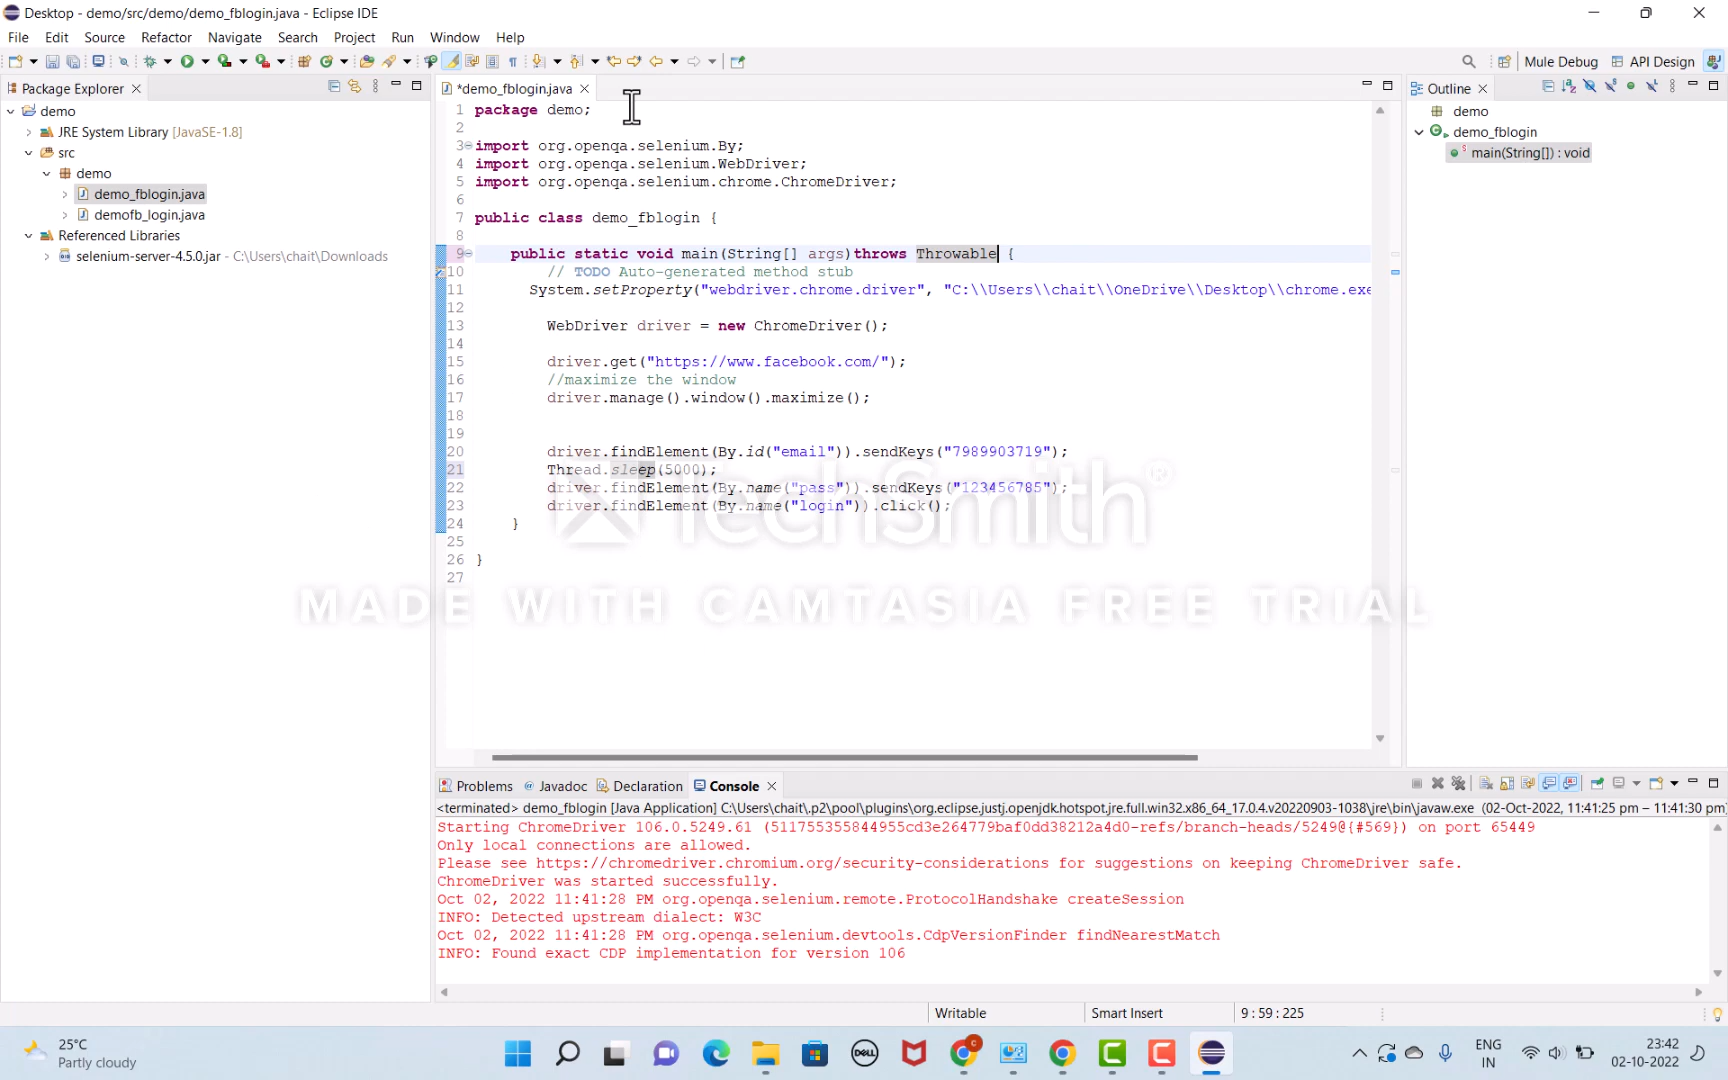 Desktop - demo/src/demo/demo_fblogin.java - Eclipse IDE
File Edit Source Refactor Navigate Search Project Run Window Help
Mule Debug API Design
Package Explorer
demo
JRE System Library [JavaSE-1.8]
src
demo
demo_fblogin.java
demofb_login.java
Referenced Libraries
selenium-server-4.5.0.jar - C:\Users\chait\Downloads
*demo_fblogin.java
1 package demo;
2
3 import org.openqa.selenium.By;
4 import org.openqa.selenium.WebDriver;
5 import org.openqa.selenium.chrome.ChromeDriver;
6
7 public class demo_fblogin {
8
9 public static void main(String[] args)throws Throwable {
10 // TODO Auto-generated method stub
11 System.setProperty("webdriver.chrome.driver", "C:\\Users\\chait\\OneDrive\\Desktop\\chrome.exe
12
13 WebDriver driver = new ChromeDriver();
14
15 driver.get("https://www.facebook.com/");
16 //maximize the window
17 driver.manage().window().maximize();
18
19
20 driver.findElement(By.id("email")).sendKeys("7989903719");
21 Thread.sleep(5000);
22 driver.findElement(By.name("pass")).sendKeys("123456785");
23 driver.findElement(By.name("login")).click();
24 }
25
26 }
27
TechSmith®
MADE WITH CAMTASIA FREE TRIAL
Outline
demo
demo_fblogin
main(String[]) : void
Problems Javadoc Declaration Console
<terminated> demo_fblogin [Java Application] C:\Users\chait\.p2\pool\plugins\org.eclipse.justj.openjdk.hotspot.jre.full.win32.x86_64_17.0.4.v20220903-1038\jre\bin\javaw.exe (02-Oct-2022, 11:41:25 pm – 11:41:30 pm)
Starting ChromeDriver 106.0.5249.61 (511755355844955cd3e264779baf0dd38212a4d0-refs/branch-heads/5249@{#569}) on port 65449
Only local connections are allowed.
Please see https://chromedriver.chromium.org/security-considerations for suggestions on keeping ChromeDriver safe.
ChromeDriver was started successfully.
Oct 02, 2022 11:41:28 PM org.openqa.selenium.remote.ProtocolHandshake createSession
INFO: Detected upstream dialect: W3C
Oct 02, 2022 11:41:28 PM org.openqa.selenium.devtools.CdpVersionFinder findNearestMatch
INFO: Found exact CDP implementation for version 106
Writable Smart Insert 9 : 59 : 225
25°C
Partly cloudy
DELL
ENG
IN
23:42
02-10-2022